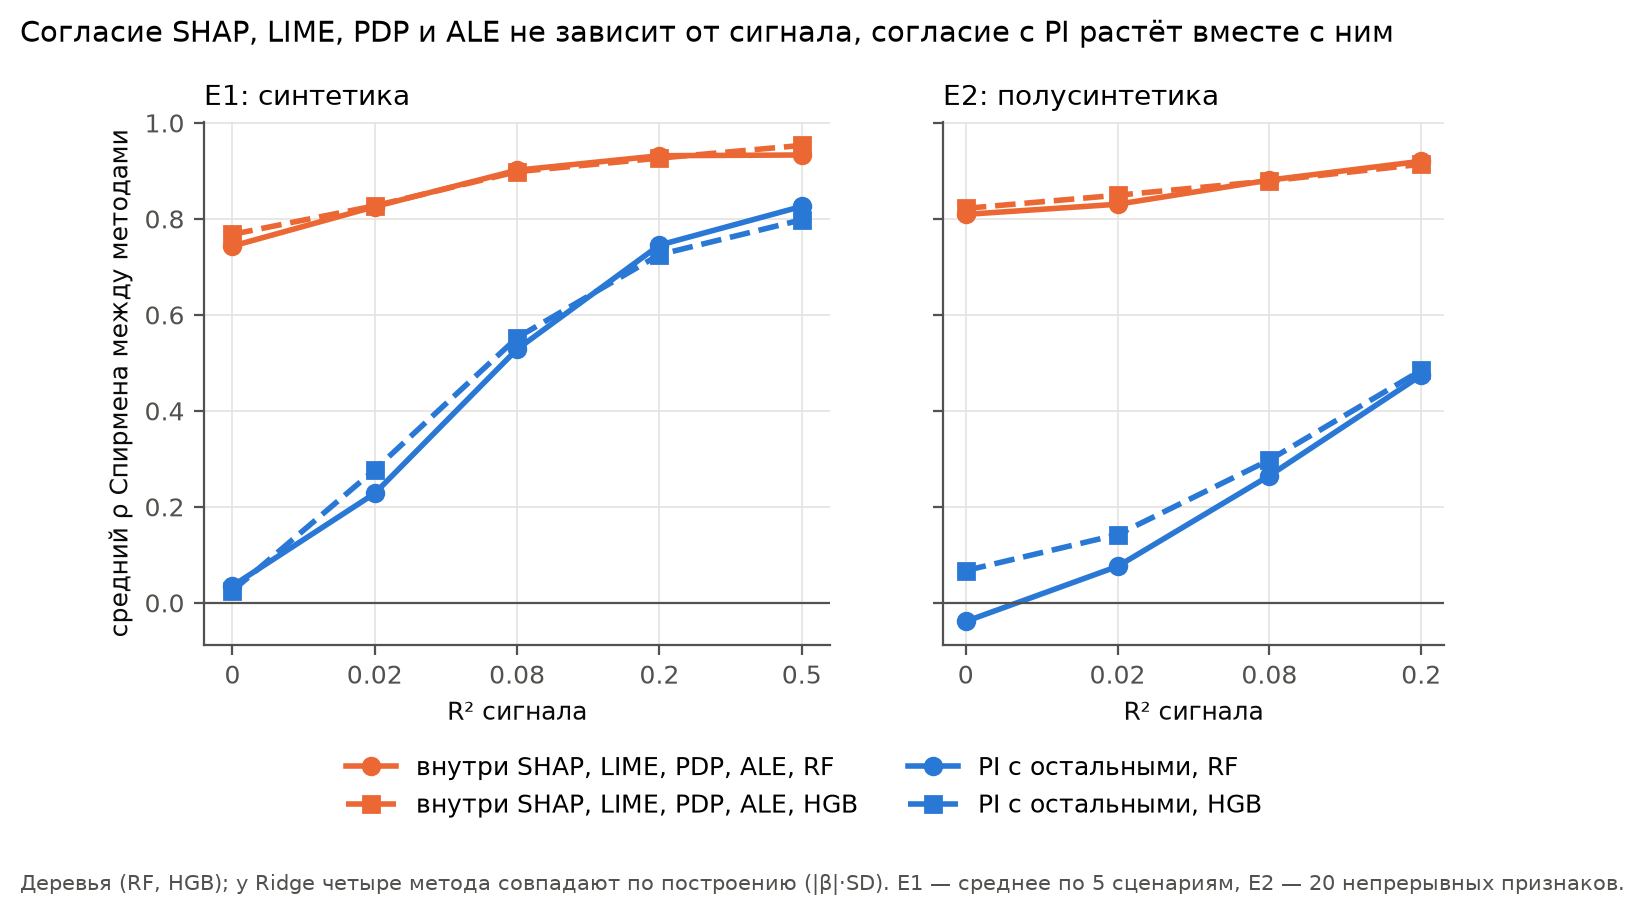 Согласие SHAP, LIME, PDP и ALE не зависит от сигнала, согласие с PI растёт вместе с ним
E1: синтетика
E2: полусинтетика
средний ρ Спирмена между методами
1.0
0.8
0.6
0.4
0.2
0.0
0 0.02 0.08 0.2 0.5
0 0.02 0.08 0.2
R² сигнала
R² сигнала
внутри SHAP, LIME, PDP, ALE, RF
внутри SHAP, LIME, PDP, ALE, HGB
PI с остальными, RF
PI с остальными, HGB
Деревья (RF, HGB); у Ridge четыре метода совпадают по построению (|β|·SD). E1 — среднее по 5 сценариям, E2 — 20 непрерывных признаков.